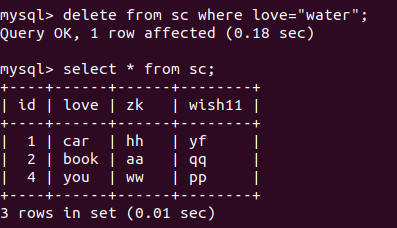 mysql> delete from sc where love="water";
Query OK, 1 row affected (0.18 sec)
mysql> select * from sc;
+----+------+------+--------+
| id | love | zk   | wish11 |
+----+------+------+--------+
|  1 | car  | hh   | yf     |
|  2 | book | aa   | qq     |
|  4 | you  | ww   | pp     |
+----+------+------+--------+
3 rows in set (0.01 sec)